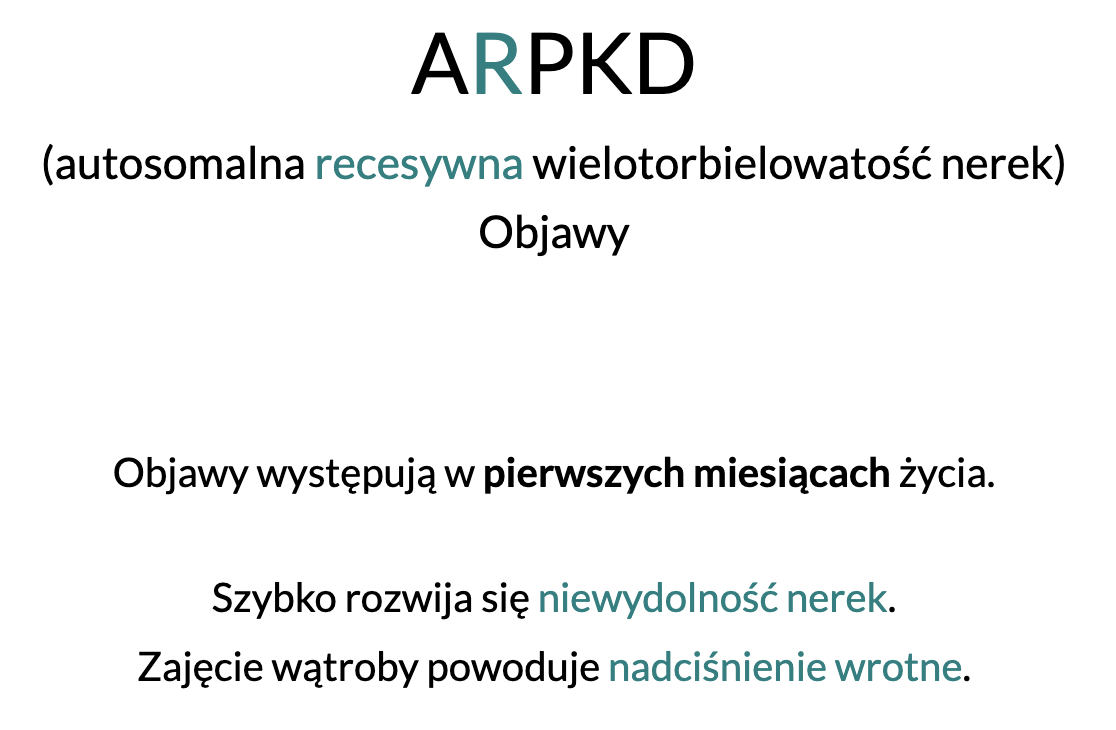 ARPKD
(autosomalna recesywna wielotorbielowatość nerek)
Objawy
Objawy występują w pierwszych miesiącach życia.
Szybko rozwija się niewydolność nerek.
Zajęcie wątroby powoduje nadciśnienie wrotne.